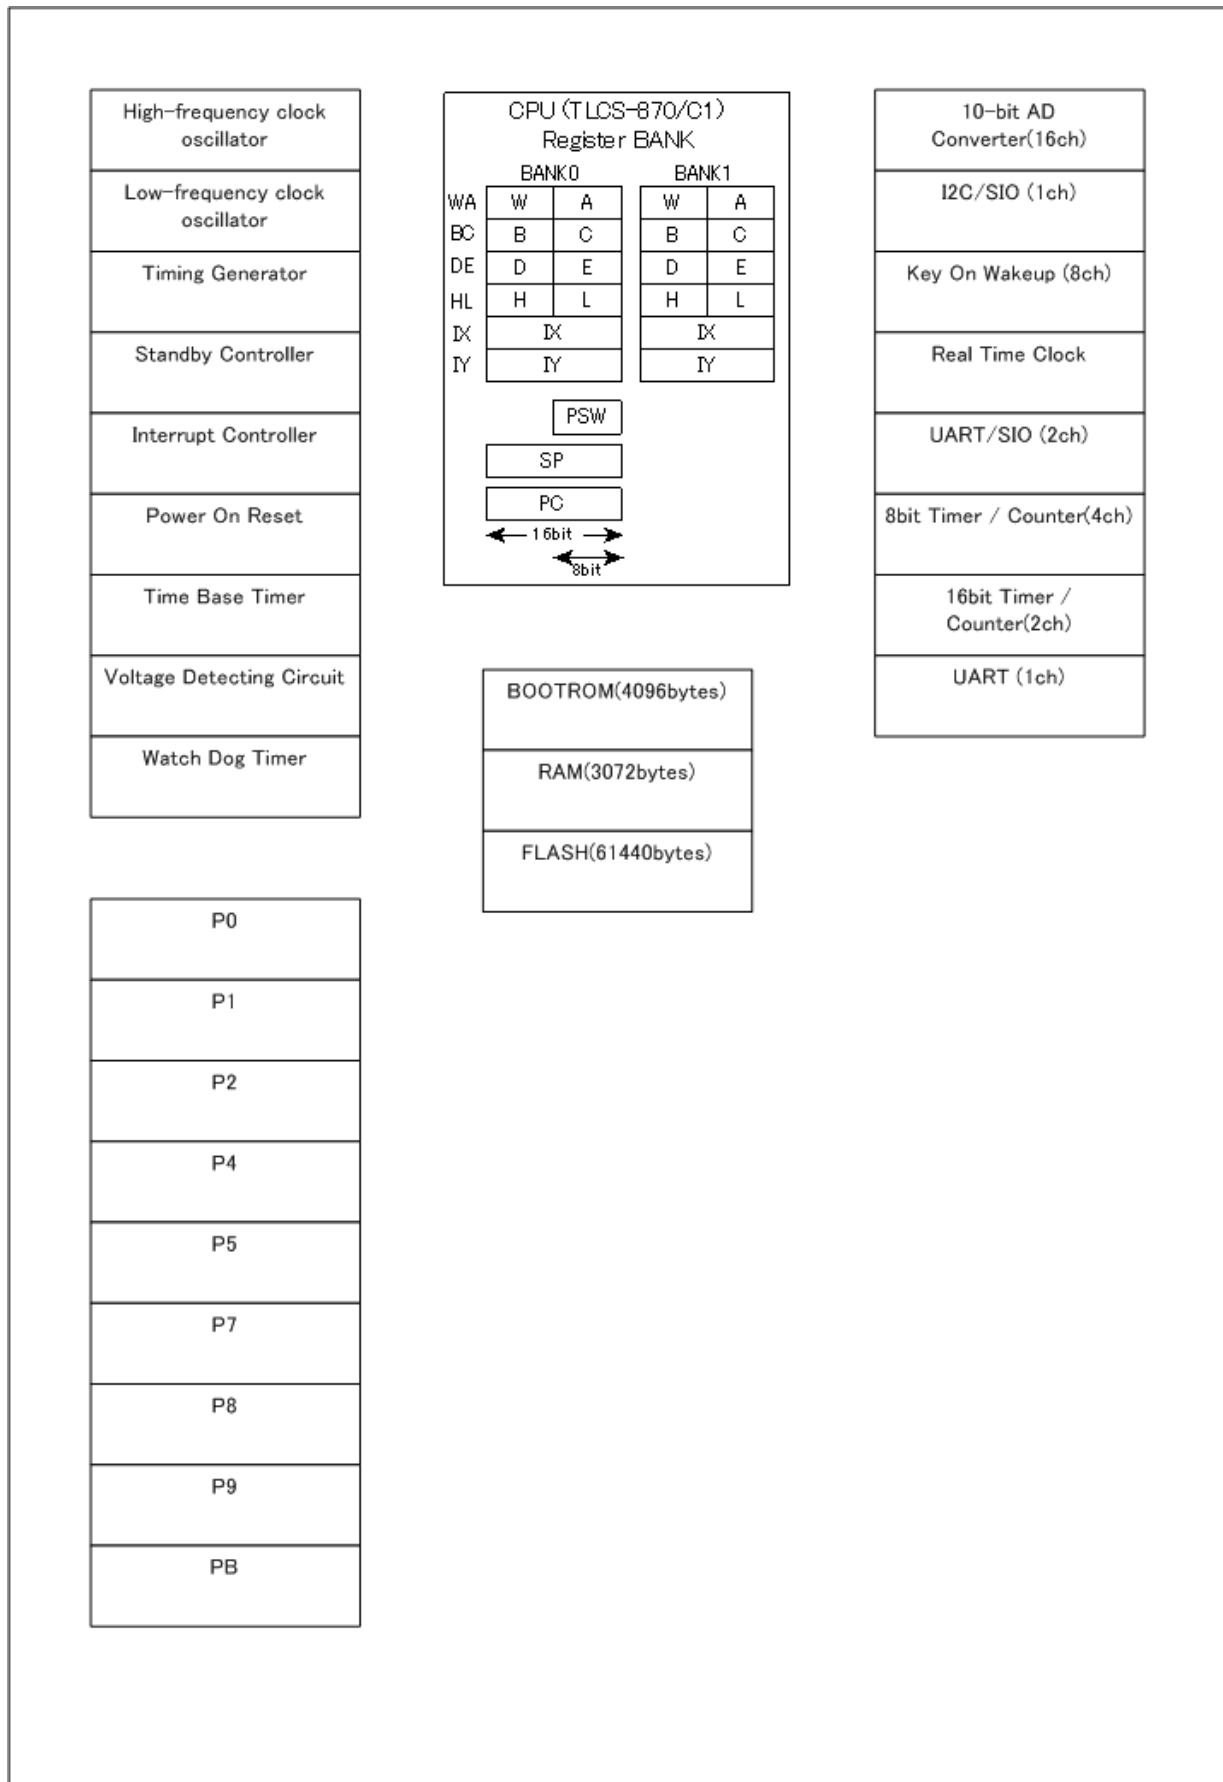 High-frequency clock
oscillator
Low-frequency clock
oscillator
Timing Generator
Standby Controller
Interrupt Controller
Power On Reset
Time Base Timer
Voltage Detecting Circuit
Watch Dog Timer
P0
P1
P2
P4
P5
P7
P8
P9
PB
CPU (TLCS-870/C1)
Register BANK
BANK0 BANK1
WA W A W A
BC B C B C
DE D E D E
HL H L H L
IX IX IX
IY IY IY
PSW
SP
PC
16bit
8bit
BOOTROM(4096bytes)
RAM(3072bytes)
FLASH(61440bytes)
10-bit AD
Converter(16ch)
I2C/SIO (1ch)
Key On Wakeup (8ch)
Real Time Clock
UART/SIO (2ch)
8bit Timer / Counter(4ch)
16bit Timer /
Counter(2ch)
UART (1ch)